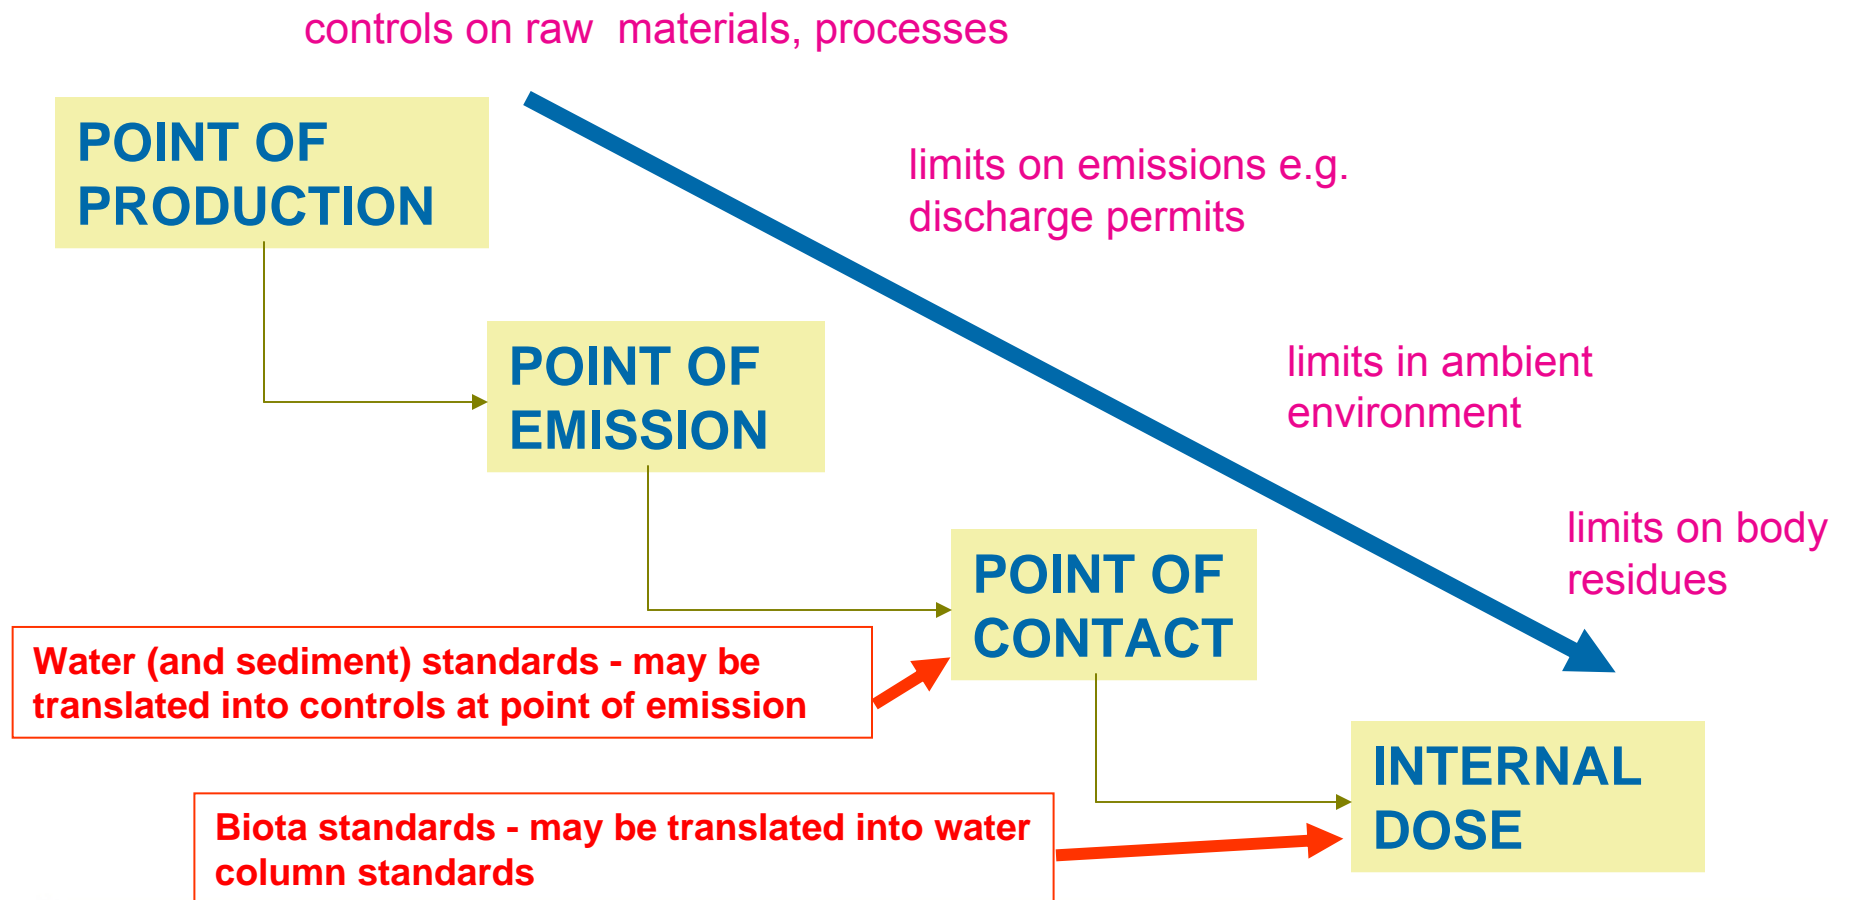 controls on raw  materials, processes
POINT OF
PRODUCTION
limits on emissions e.g.
discharge permits
POINT OF
EMISSION
limits in ambient
environment
limits on body
residues
POINT OF
CONTACT
Water (and sediment) standards - may be
translated into controls at point of emission
INTERNAL
DOSE
Biota standards - may be translated into water
column standards